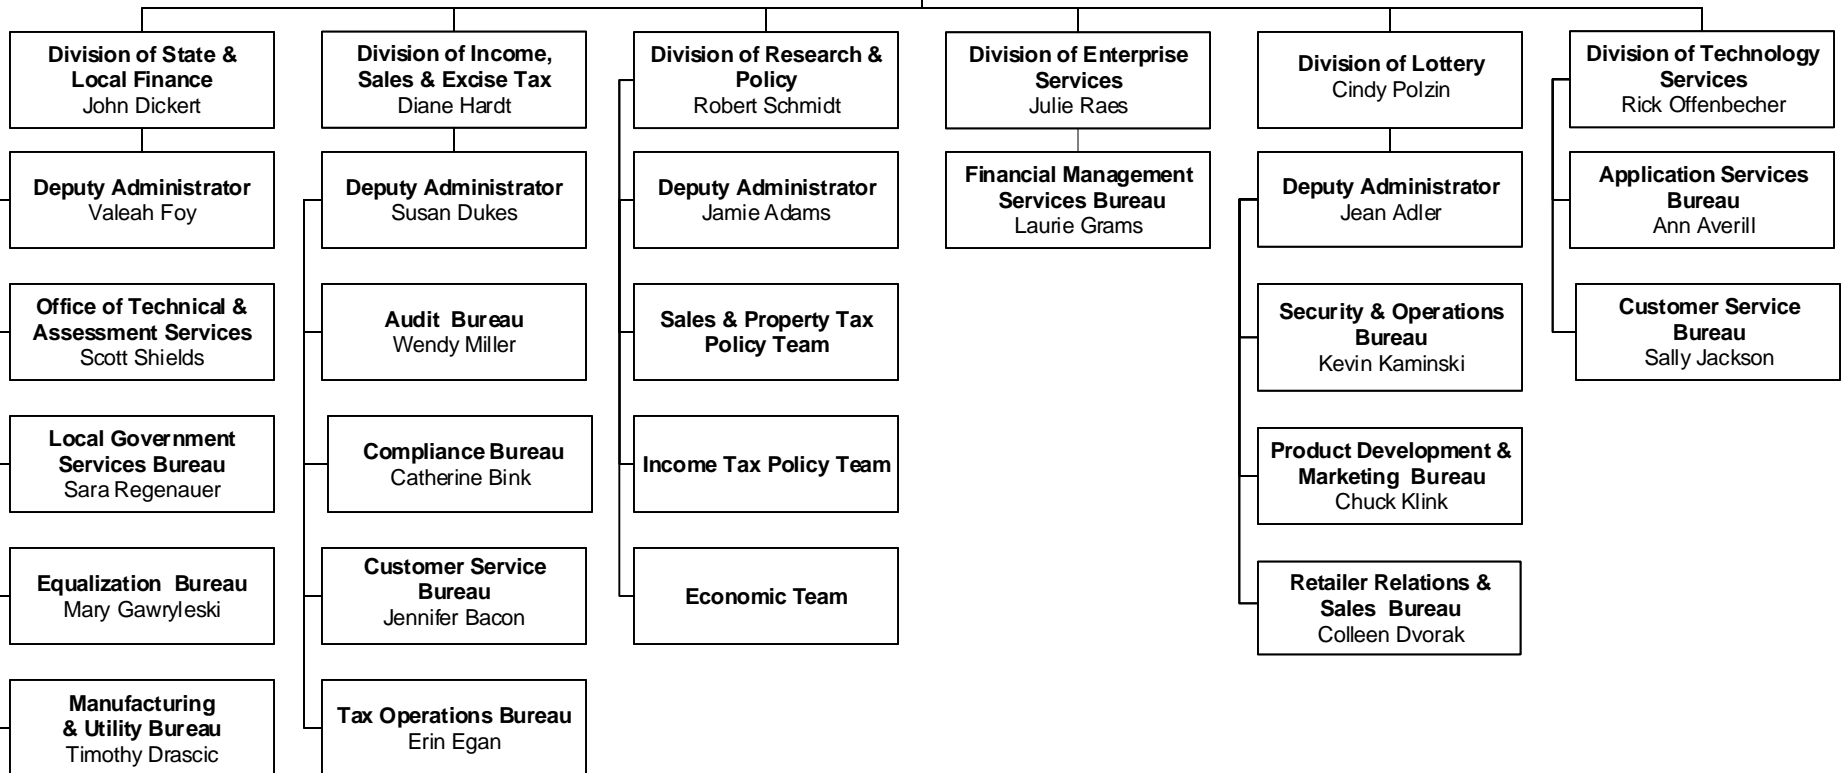 Division of State &
Local Finance
John Dickert
Deputy Administrator
Valeah Foy
Office of Technical &
Assessment Services
Scott Shields
Local Government
Services Bureau
Sara Regenauer
Equalization Bureau
Mary Gawryleski
Manufacturing
& Utility Bureau
Timothy Drascic
Division of Income,
Sales & Excise Tax
Diane Hardt
Deputy Administrator
Susan Dukes
Audit Bureau
Wendy Miller
Compliance Bureau
Catherine Bink
Customer Service
Bureau
Jennifer Bacon
Tax Operations Bureau
Erin Egan
Division of Research &
Policy
Robert Schmidt
Deputy Administrator
Jamie Adams
Sales & Property Tax
Policy Team
Income Tax Policy Team
Economic Team
Division of Enterprise
Services
Julie Raes
Financial Management
Services Bureau
Laurie Grams
Division of Lottery
Cindy Polzin
Deputy Administrator
Jean Adler
Security & Operations
Bureau
Kevin Kaminski
Product Development &
Marketing Bureau
Chuck Klink
Retailer Relations &
Sales Bureau
Colleen Dvorak
Division of Technology
Services
Rick Offenbecher
Application Services
Bureau
Ann Averill
Customer Service
Bureau
Sally Jackson